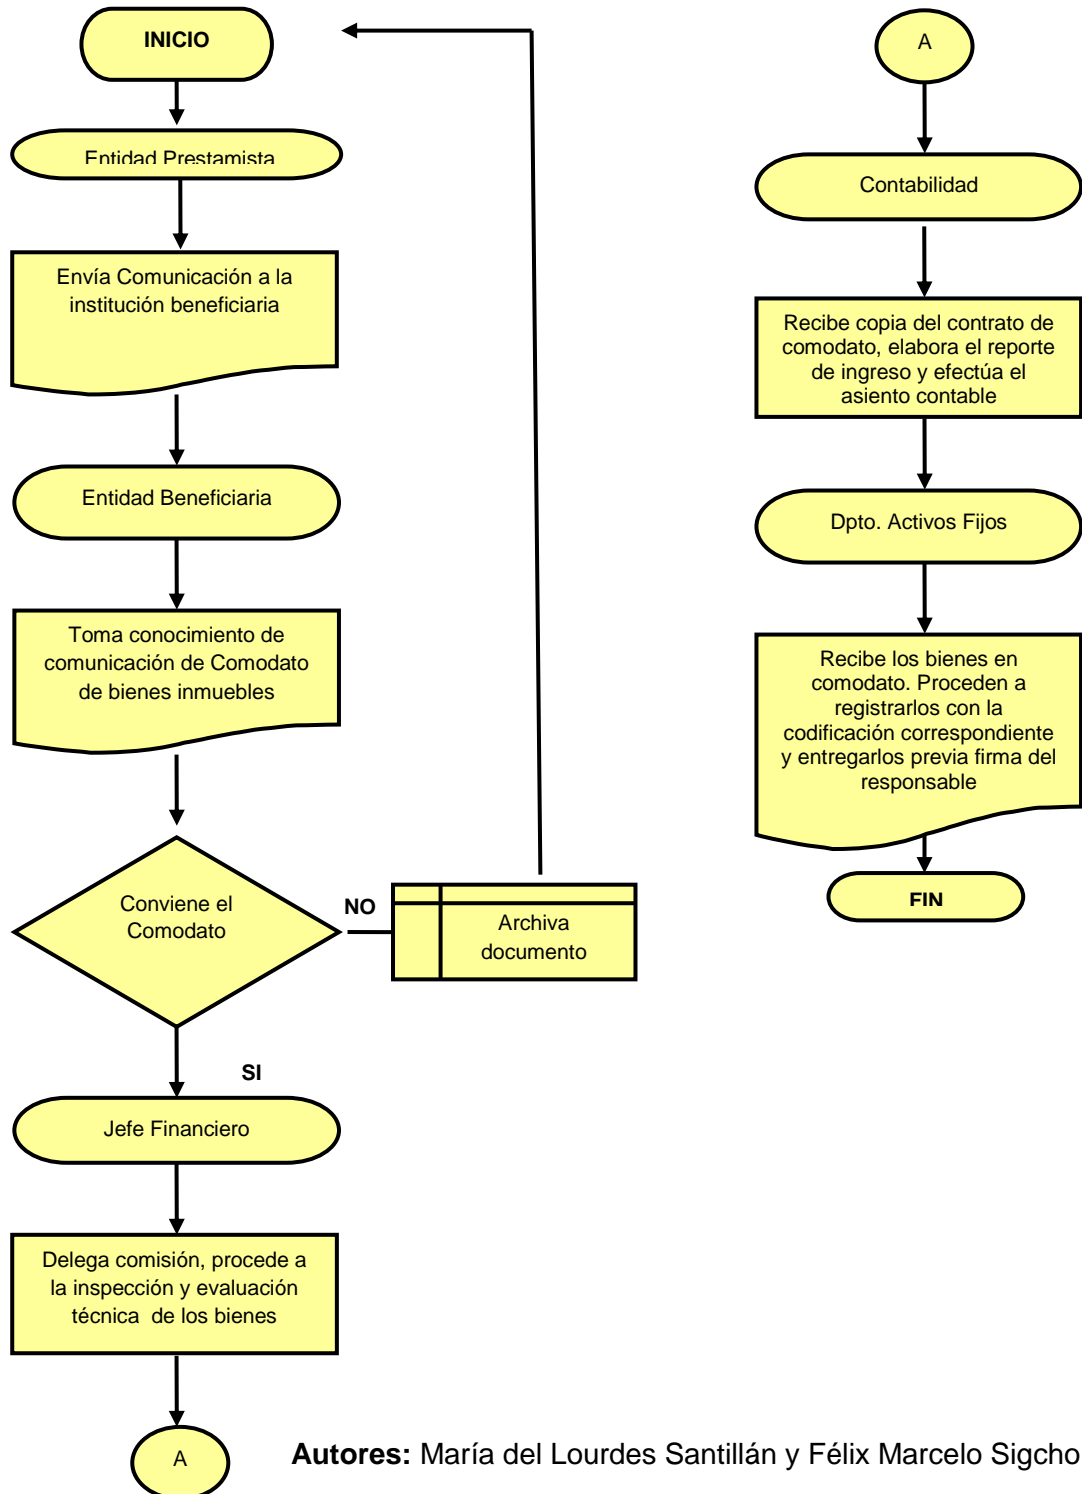 INICIO
Entidad Prestamista
Envía Comunicación a la
institución beneficiaria
Entidad Beneficiaria
Toma conocimiento de
comunicación de Comodato
de bienes inmuebles
Conviene el
Comodato
NO
Archiva
documento
SI
Jefe Financiero
Delega comisión, procede a
la inspección y evaluación
técnica de los bienes
A
A
Contabilidad
Recibe copia del contrato de
comodato, elabora el reporte
de ingreso y efectúa el
asiento contable
Dpto. Activos Fijos
Recibe los bienes en
comodato. Proceden a
registrarlos con la
codificación correspondiente
y entregarlos previa firma del
responsable
FIN
Autores: María del Lourdes Santillán y Félix Marcelo Sigcho